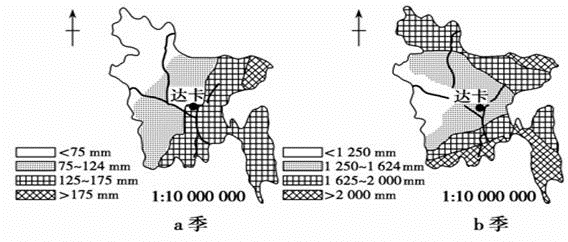 达卡
<75 mm
75~124 mm
125~175 mm
>175 mm
1:10 000 000
a 季
达卡
<1 250 mm
1 250~1 624 mm
1 625~2 000 mm
>2 000 mm
1:10 000 000
b 季